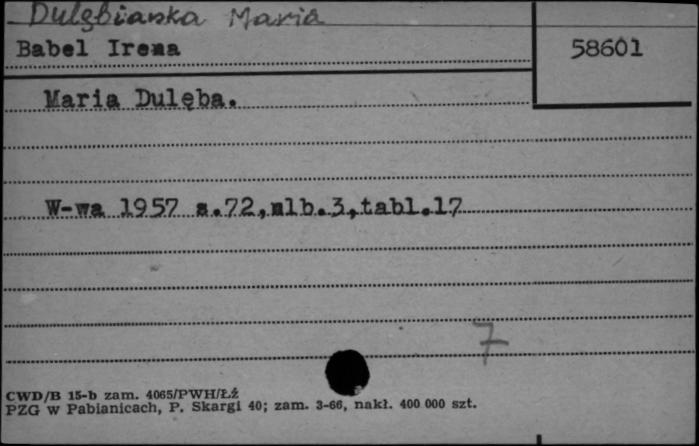 Dulębianka Maria
Babel Irena
58601
Maria Dulęba.
W-wa 1957 s.72,nlb.3,tabl.17
7
CWD/B 15-b zam. 4065/PWH/Łź
PZG w Pabianicach, P. Skargi 40; zam. 3-66, nakł. 400 000 szt.